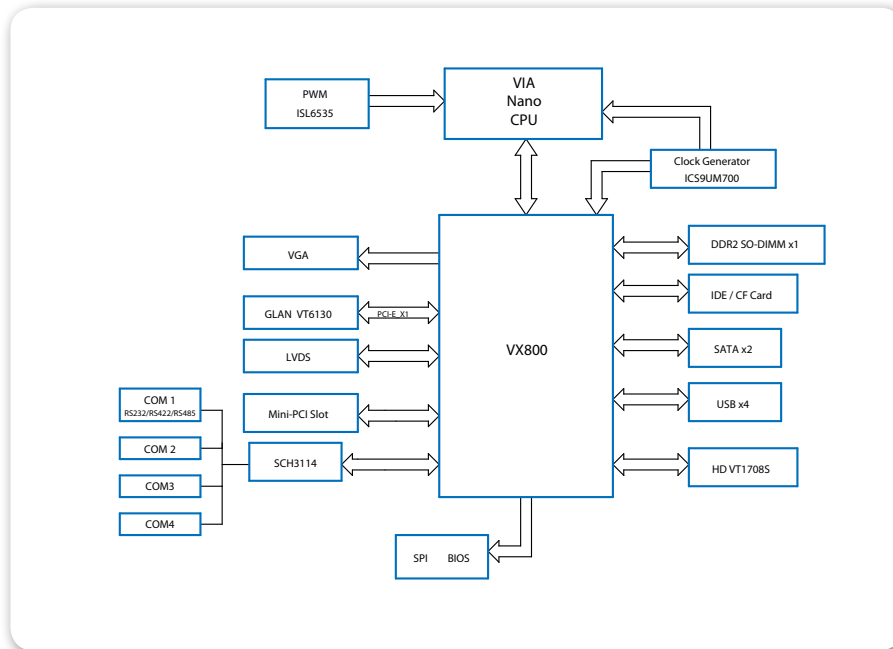 VIA
Nano
CPU
PWM
ISL6535
Clock Generator
ICS9UM700
VGA
DDR2 SO-DIMM x1
GLAN VT6130
PCI-E_X1
IDE / CF Card
LVDS
VX800
SATA x2
COM 1
RS232/RS422/RS485
Mini-PCI Slot
USB x4
COM 2
SCH3114
HD VT1708S
COM3
COM4
SPI BIOS